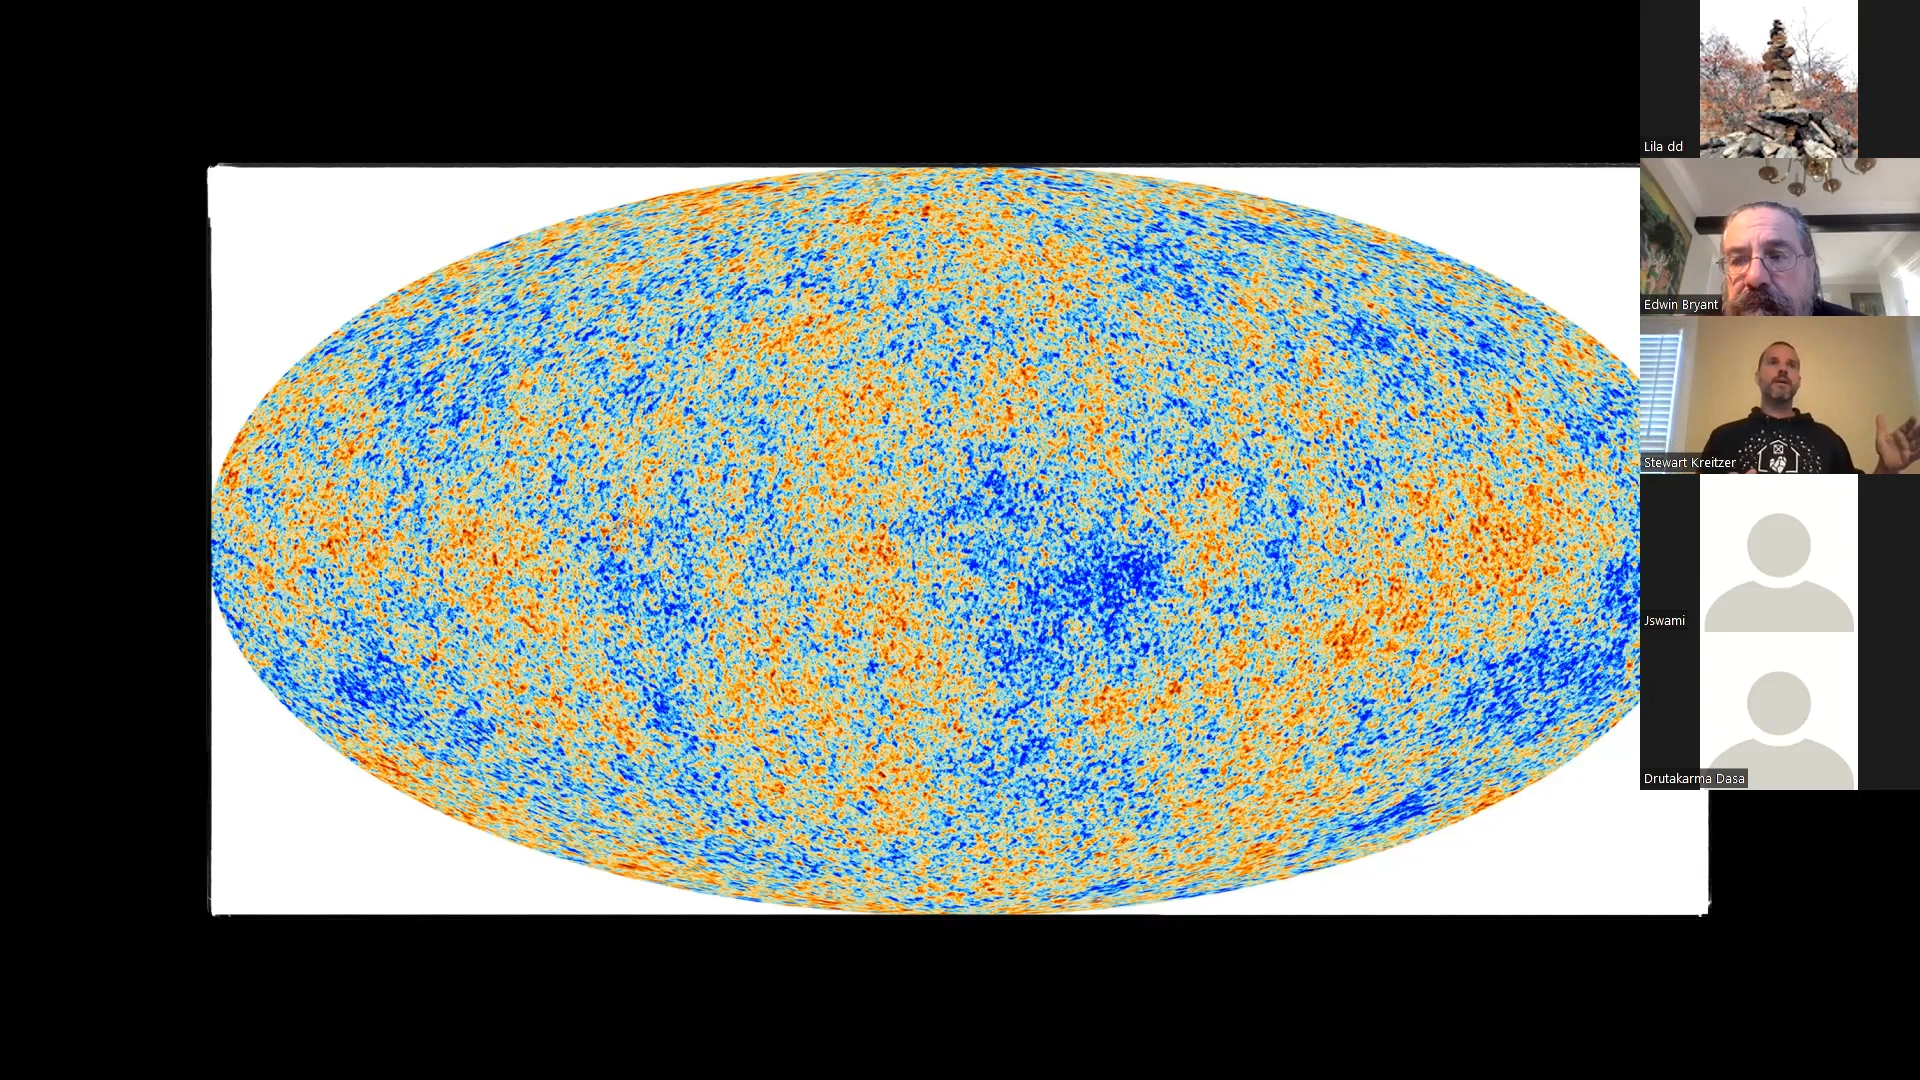 Lila dd
Edwin Bryant
Stewart Kreitzer
Jswami
Drutakarma Dasa